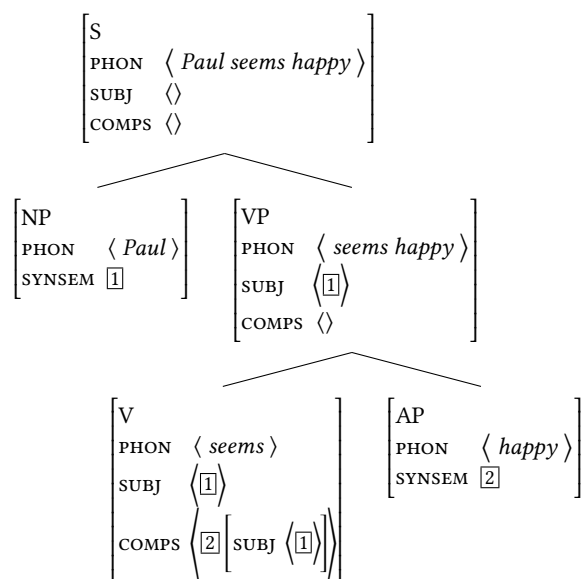 S
PHON ⟨ Paul seems happy ⟩
SUBJ ⟨⟩
COMPS ⟨⟩
NP
PHON ⟨ Paul ⟩
SYNSEM 1
VP
PHON ⟨ seems happy ⟩
SUBJ ⟨1⟩
COMPS ⟨⟩
V
PHON ⟨ seems ⟩
SUBJ ⟨1⟩
COMPS ⟨2[SUBJ ⟨1⟩]⟩
AP
PHON ⟨ happy ⟩
SYNSEM 2